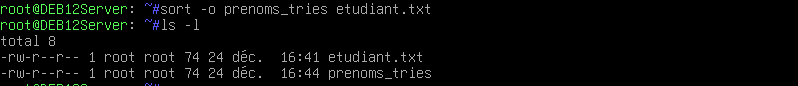 root@DEB12Server: ~#sort -o prenoms_tries etudiant.txt
root@DEB12Server: ~#ls -l
total 8
-rw-r--r-- 1 root root 74 24 déc.  16:41 etudiant.txt
-rw-r--r-- 1 root root 74 24 déc.  16:44 prenoms_tries